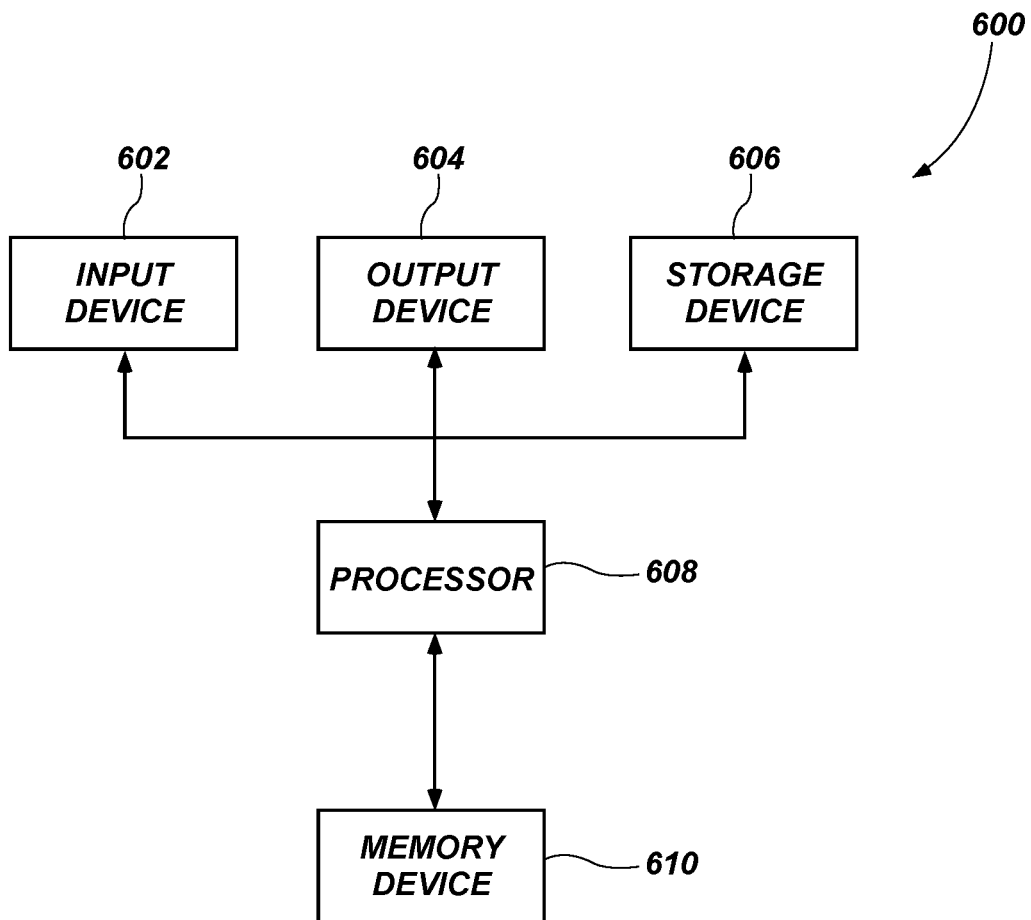 600
602
604
606
INPUT
DEVICE
OUTPUT
DEVICE
STORAGE
DEVICE
PROCESSOR
608
MEMORY
DEVICE
610